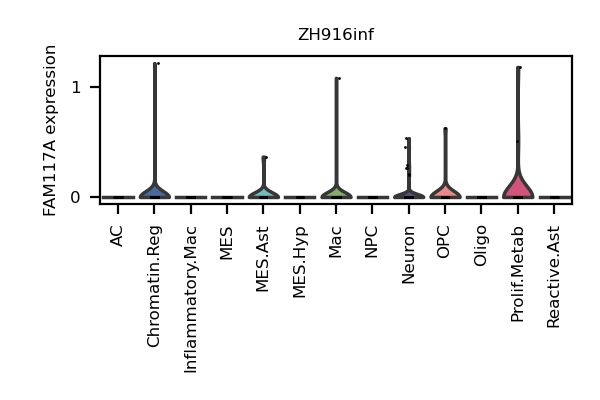 ZH916inf
FAM117A expression
1
0
AC
Chromatin.Reg
Inflammatory.Mac
MES
MES.Ast
MES.Hyp
Mac
NPC
Neuron
OPC
Oligo
Prolif.Metab
Reactive.Ast